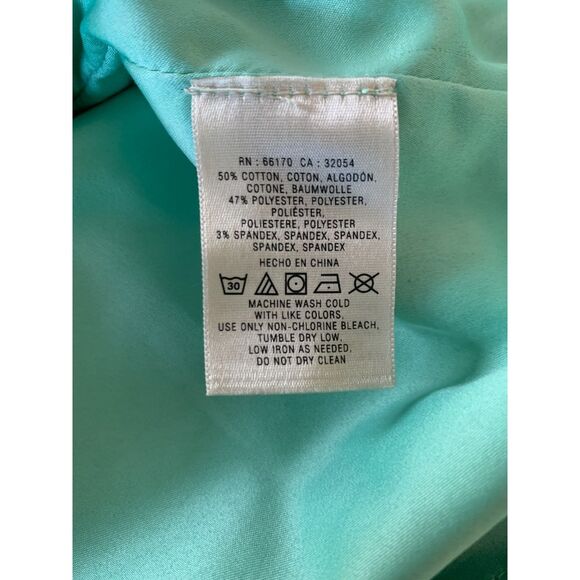 RN : 66170 CA : 32054
50% COTTON, COTON, ALGODÓN,
COTONE, BAUMWOLLE
47% POLYESTER, POLYESTER,
POLIÉSTER,
POLIESTERE, POLYESTER
3% SPANDEX, SPANDEX, SPANDEX,
SPANDEX, SPANDEX
HECHO EN CHINA
30
MACHINE WASH COLD
WITH LIKE COLORS,
USE ONLY NON-CHLORINE BLEACH,
TUMBLE DRY LOW,
LOW IRON AS NEEDED,
DO NOT DRY CLEAN